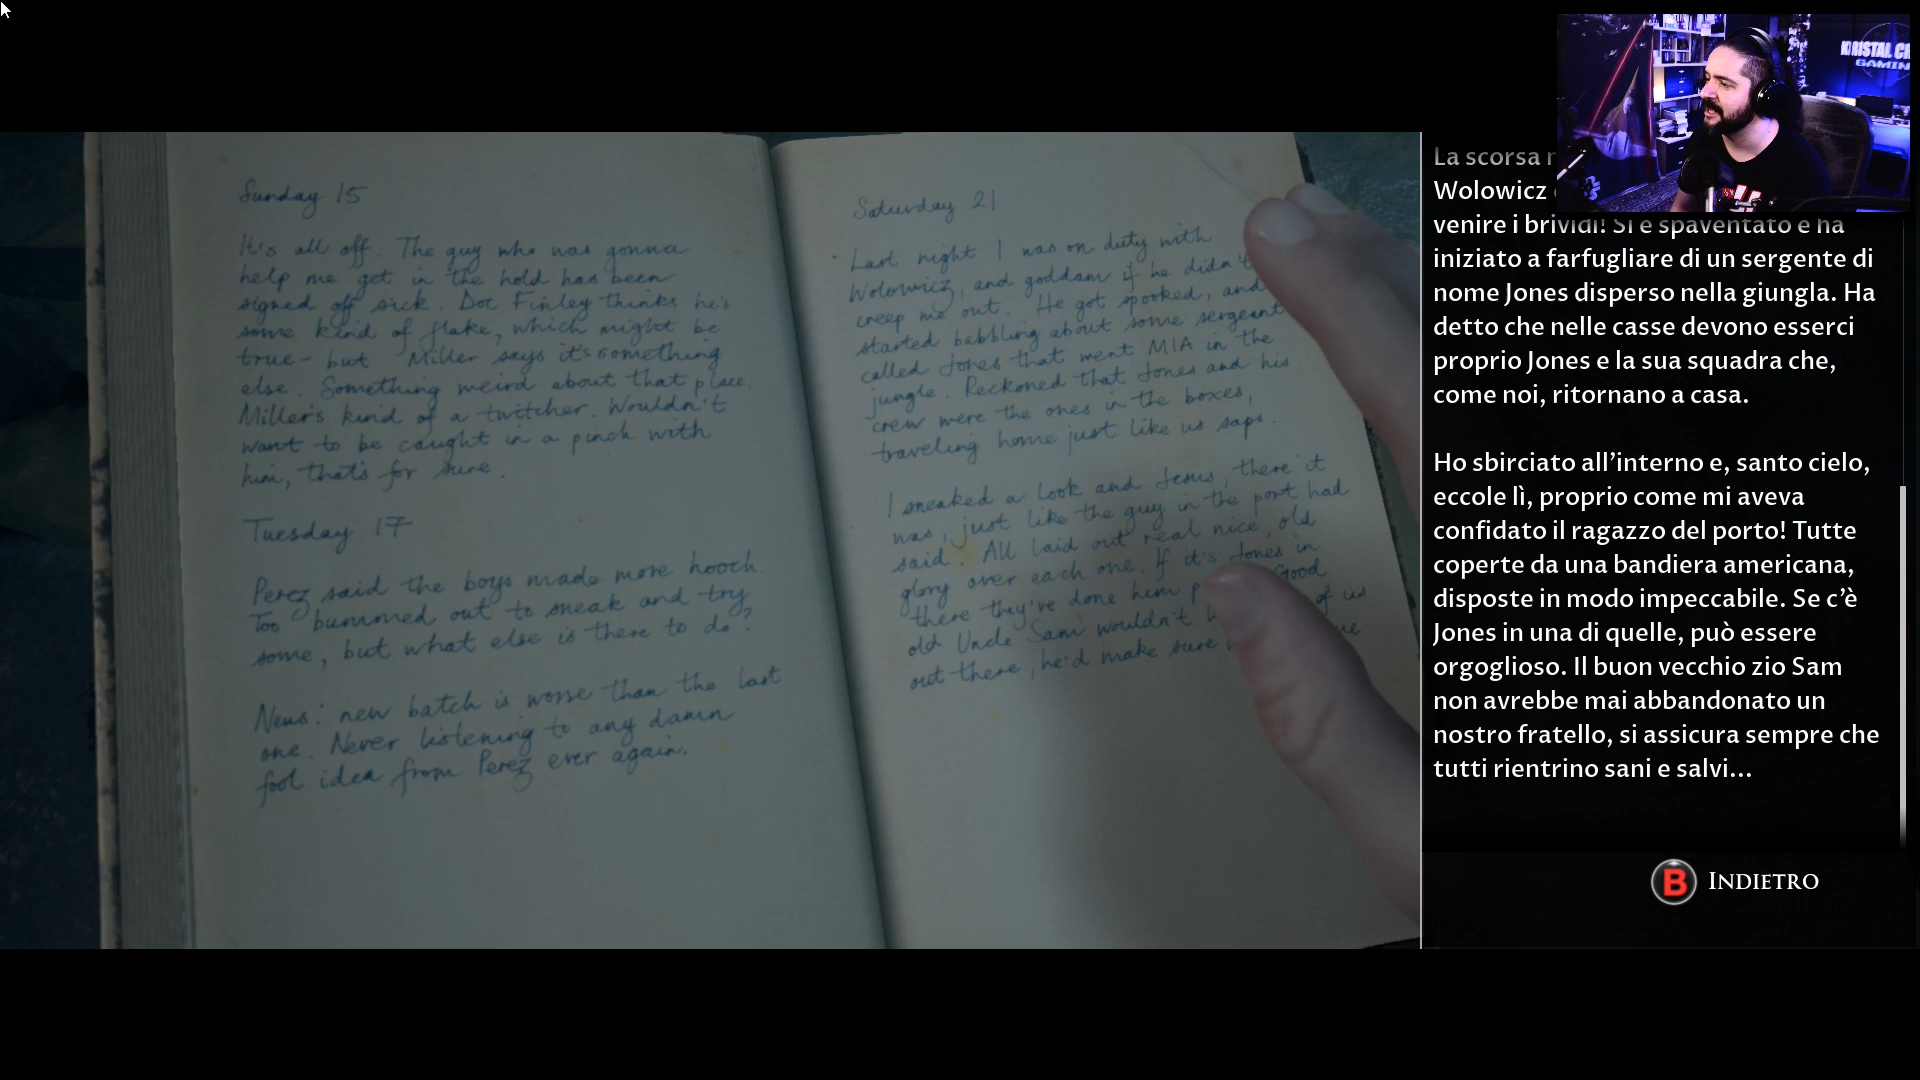 Sunday 15
It's all off. The guy who was gonna
help me get in the hold has been
signed off sick. Doc Finley thinks he's
some kind of flake, which might be
true - but Miller says it's something
else. Something weird about that place.
Miller's kind of a twitcher. Wouldn't
want to be caught in a pinch with
him, that's for sure.
Tuesday 17
Perez said the boys made more hooch.
Too bummed out to sneak and try
some, but what else is there to do?
News: new batch is worse than the last
one. Never listening to any damn
fool idea from Perez ever again.
Saturday 21
Last night I was on duty with
Wolowicz, and goddam if he didn't
creep me out. He got spooked, and
started babbling about some sergeant
called Jones that went MIA in the
jungle. Reckoned that Jones and his
crew were the ones in the boxes,
traveling home just like us saps.
I sneaked a look and Jesus, there it
was, just like the guy in the port had
said. All laid out real nice, old
glory over each one. If it's Jones in
there they've done him Good
old Uncle Sam wouldn't of us
out there, he'd make sure
La scorsa
Wolowicz
venire i brividi! Si è spaventato e ha
iniziato a farfugliare di un sergente di
nome Jones disperso nella giungla. Ha
detto che nelle casse devono esserci
proprio Jones e la sua squadra che,
come noi, ritornano a casa.
Ho sbirciato all'interno e, santo cielo,
eccole lì, proprio come mi aveva
confidato il ragazzo del porto! Tutte
coperte da una bandiera americana,
disposte in modo impeccabile. Se c'è
Jones in una di quelle, può essere
orgoglioso. Il buon vecchio zio Sam
non avrebbe mai abbandonato un
nostro fratello, si assicura sempre che
tutti rientrino sani e salvi...
B INDIETRO
KRISTAL